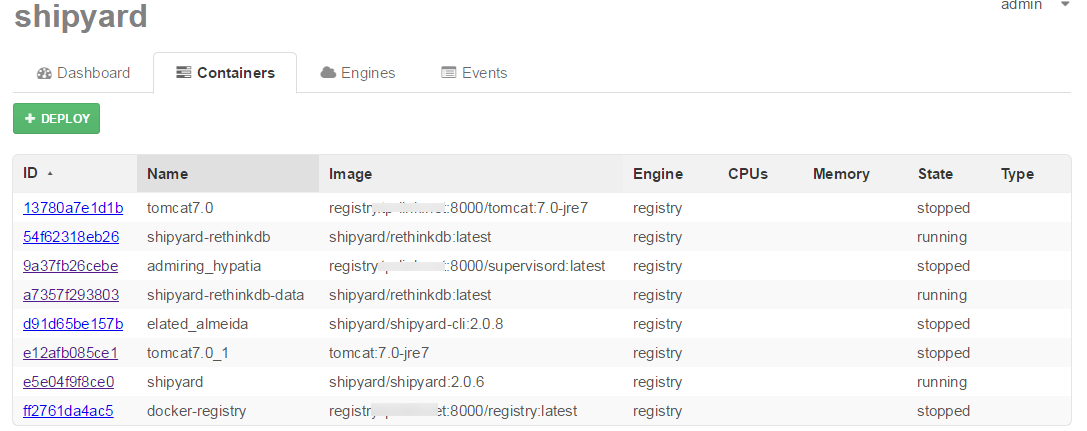 shipyard
admin
Dashboard Containers Engines Events
DEPLOY
ID Name Image Engine CPUs Memory State Type
13780a7e1d1b tomcat7.0 registry :8000/tomcat:7.0-jre7 registry stopped
54f62318eb26 shipyard-rethinkdb shipyard/rethinkdb:latest registry running
9a37fb26cebe admiring_hypatia registry :8000/supervisord:latest registry stopped
a7357f293803 shipyard-rethinkdb-data shipyard/rethinkdb:latest registry running
d91d65be157b elated_almeida shipyard/shipyard-cli:2.0.8 registry stopped
e12afb085ce1 tomcat7.0_1 tomcat:7.0-jre7 registry stopped
e5e04f9f8ce0 shipyard shipyard/shipyard:2.0.6 registry running
ff2761da4ac5 docker-registry registry et:8000/registry:latest registry stopped